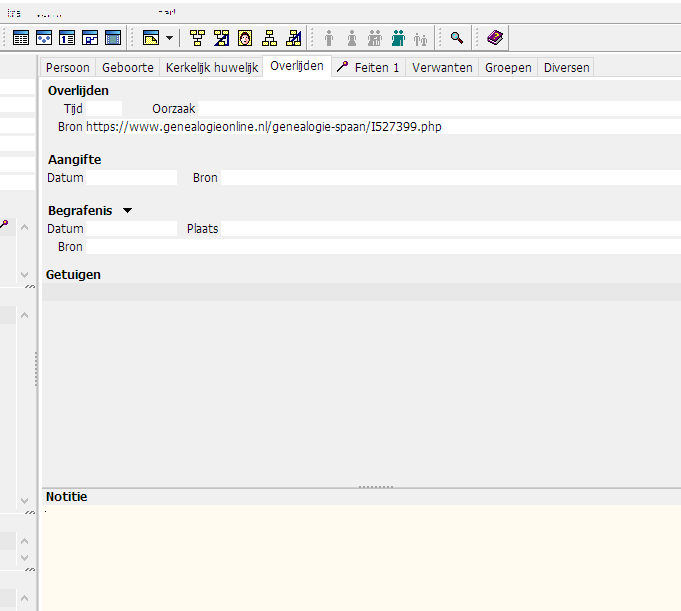 Persoon Geboorte Kerkelijk huwelijk Overlijden Feiten 1 Verwanten Groepen Diversen
Overlijden
Tijd Oorzaak
Bron https://www.genealogieonline.nl/genealogie-spaan/I527399.php
Aangifte
Datum Bron
Begrafenis
Datum Plaats
Bron
Getuigen
Notitie
.